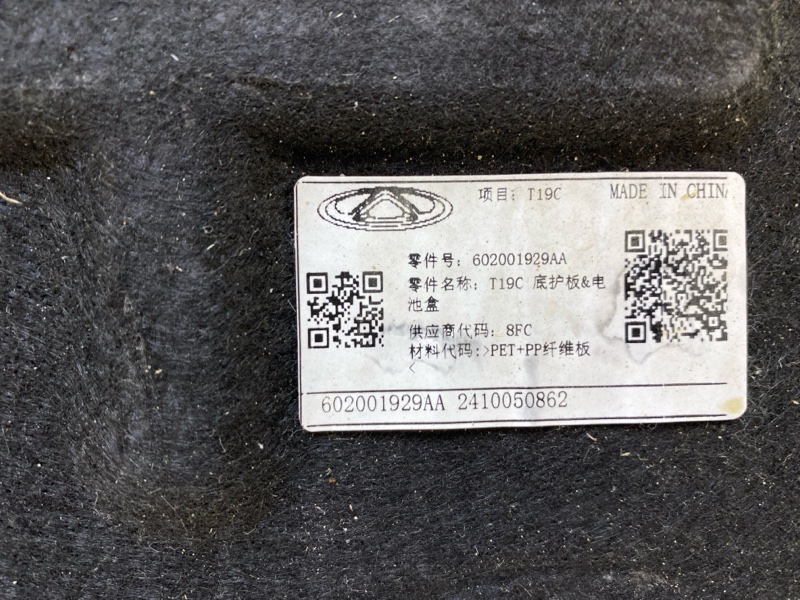 项目: T19C MADE IN CHINA
零件号: 602001929AA
零件名称: T19C 底护板&电
池盒
供应商代码: 8FC
材料代码:>PET+PP纤维板
<
602001929AA 2410050862